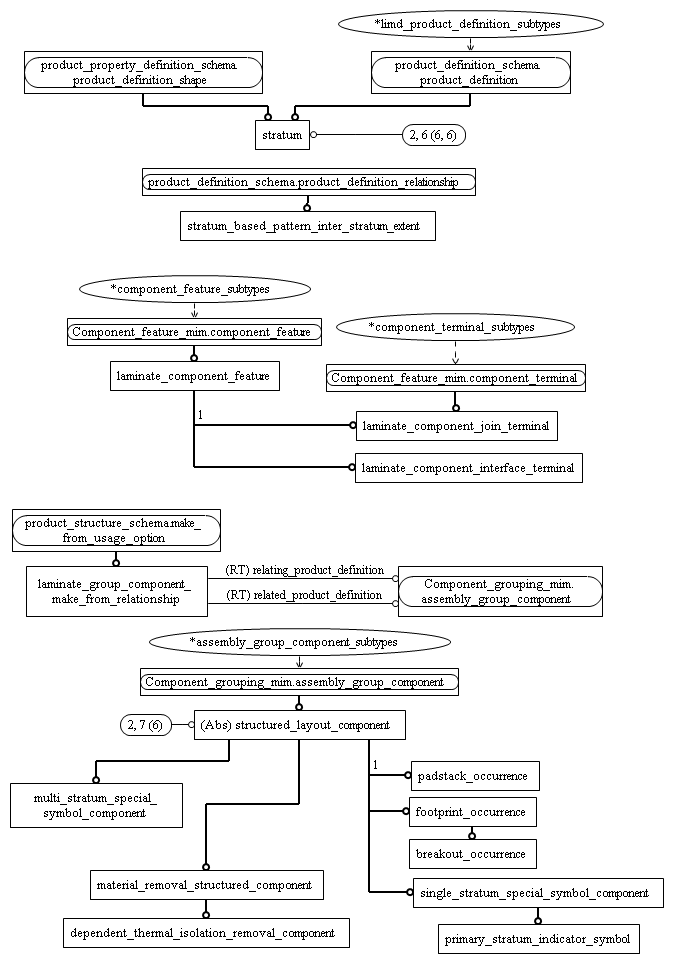 *limd_product_definition_subtypes
product_property_definition_schema.
product_definition_shape
product_definition_schema.
product_definition
stratum
2, 6 (6, 6)
product_definition_schema.product_definition_relationship
stratum_based_pattern_inter_stratum_extent
*component_feature_subtypes
*component_terminal_subtypes
Component_feature_mim.component_feature
laminate_component_feature
Component_feature_mim.component_terminal
1
laminate_component_join_terminal
laminate_component_interface_terminal
product_structure_schema.make_
from_usage_option
laminate_group_component_
make_from_relationship
(RT) relating_product_definition
(RT) related_product_definition
Component_grouping_mim.
assembly_group_component
*assembly_group_component_subtypes
Component_grouping_mim.assembly_group_component
2, 7 (6)
(Abs) structured_layout_component
1
padstack_occurrence
multi_stratum_special_
symbol_component
footprint_occurrence
breakout_occurrence
material_removal_structured_component
single_stratum_special_symbol_component
dependent_thermal_isolation_removal_component
primary_stratum_indicator_symbol